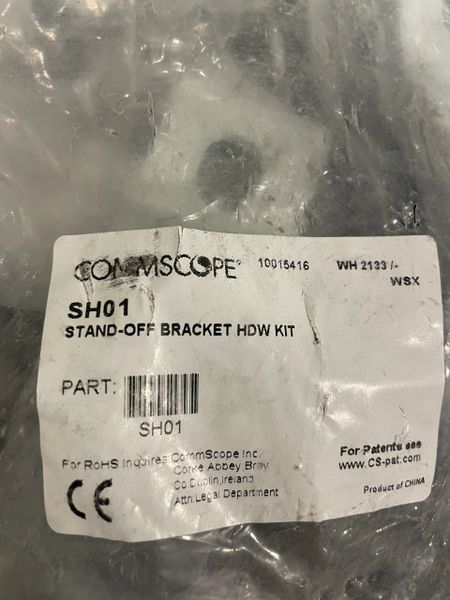 COMMSCOPE® 10015416 WH 2133 /-
WSX
SH01
STAND-OFF BRACKET HDW KIT
PART:
SH01
For RoHS Inquires CommScope Inc.
Corke Abbey, Bray
Co.Dublin,Ireland
Attn:Legal Department
For Patents see
www.CS-pat.com
CE
Product of CHINA